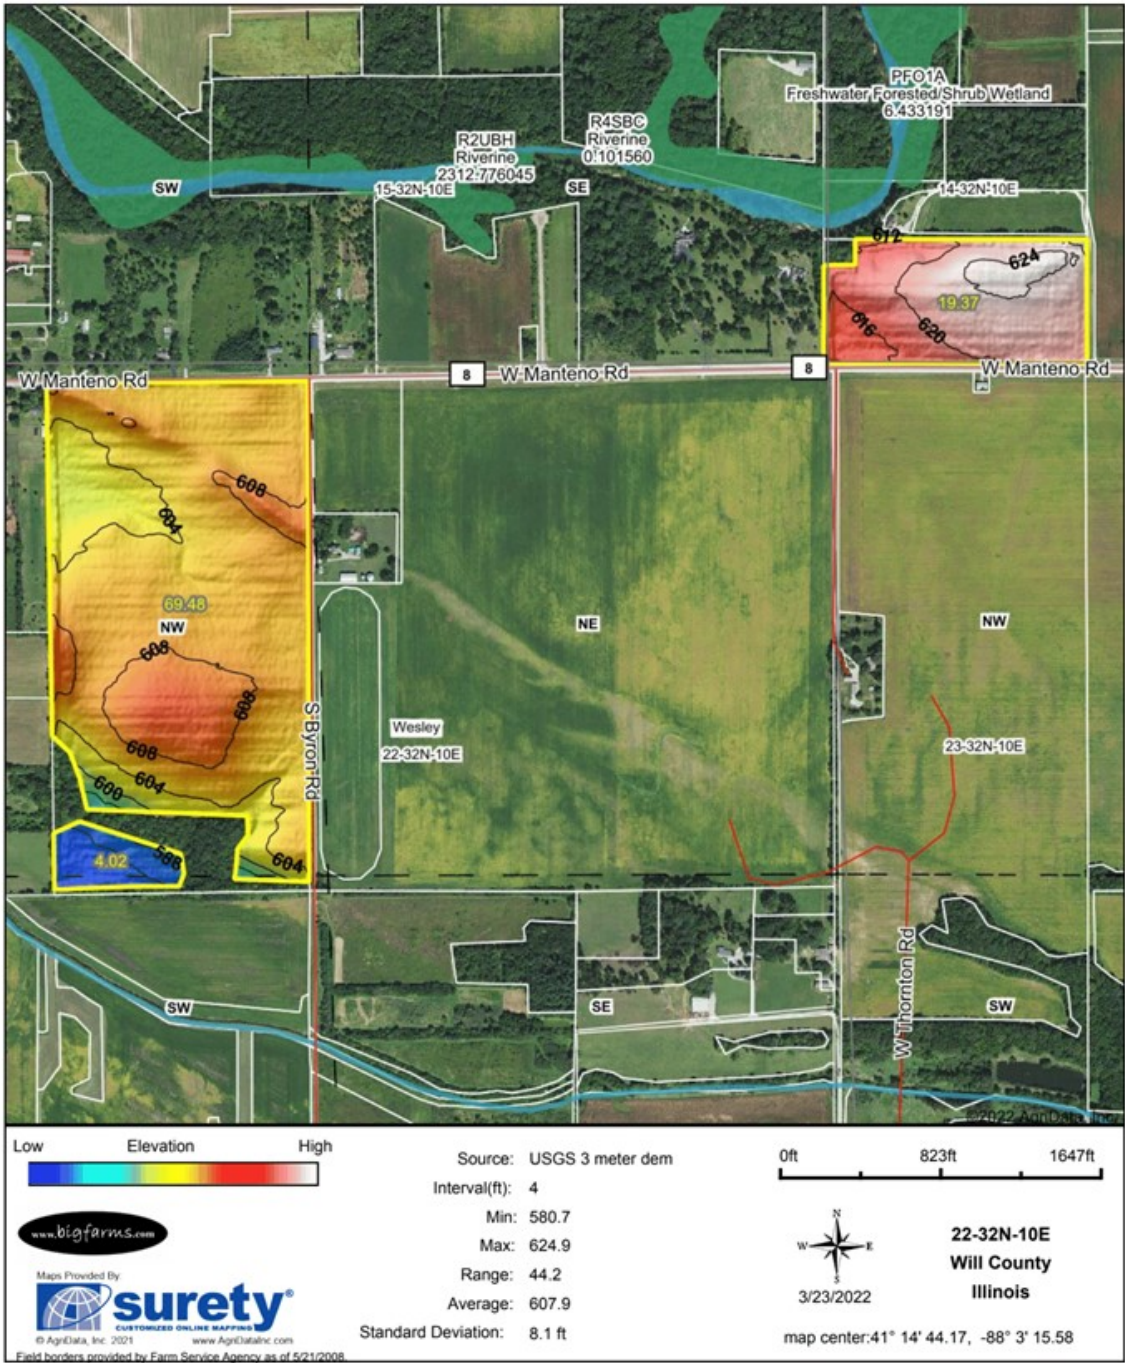 PFO1A
Freshwater Forested/Shrub Wetland
6.433191
R4SBC
Riverine
0.101560
R2UBH
Riverine
2312.776045
SW
15-32N-10E
SE
14-32N-10E
612
624
19.37
616
620
W Manteno Rd
8
W Manteno Rd
8
W Manteno Rd
608
604
69.48
NW
NE
NW
608
608
S Byron Rd
Wesley
22-32N-10E
23-32N-10E
608
604
600
588
4.02
604
W Thornton Rd
SW
SE
SW
©2022 AgriData, Inc.
Low Elevation High
Source: USGS 3 meter dem
Interval(ft): 4
Min: 580.7
Max: 624.9
Range: 44.2
Average: 607.9
Standard Deviation: 8.1 ft
0ft 823ft 1647ft
www.bigfarms.com
Maps Provided By:
surety®
CUSTOMIZED ONLINE MAPPING
© AgriData, Inc. 2021 www.AgriDataInc.com
Field borders provided by Farm Service Agency as of 5/21/2008.
N
W E
S
3/23/2022
22-32N-10E
Will County
Illinois
map center:41° 14' 44.17, -88° 3' 15.58